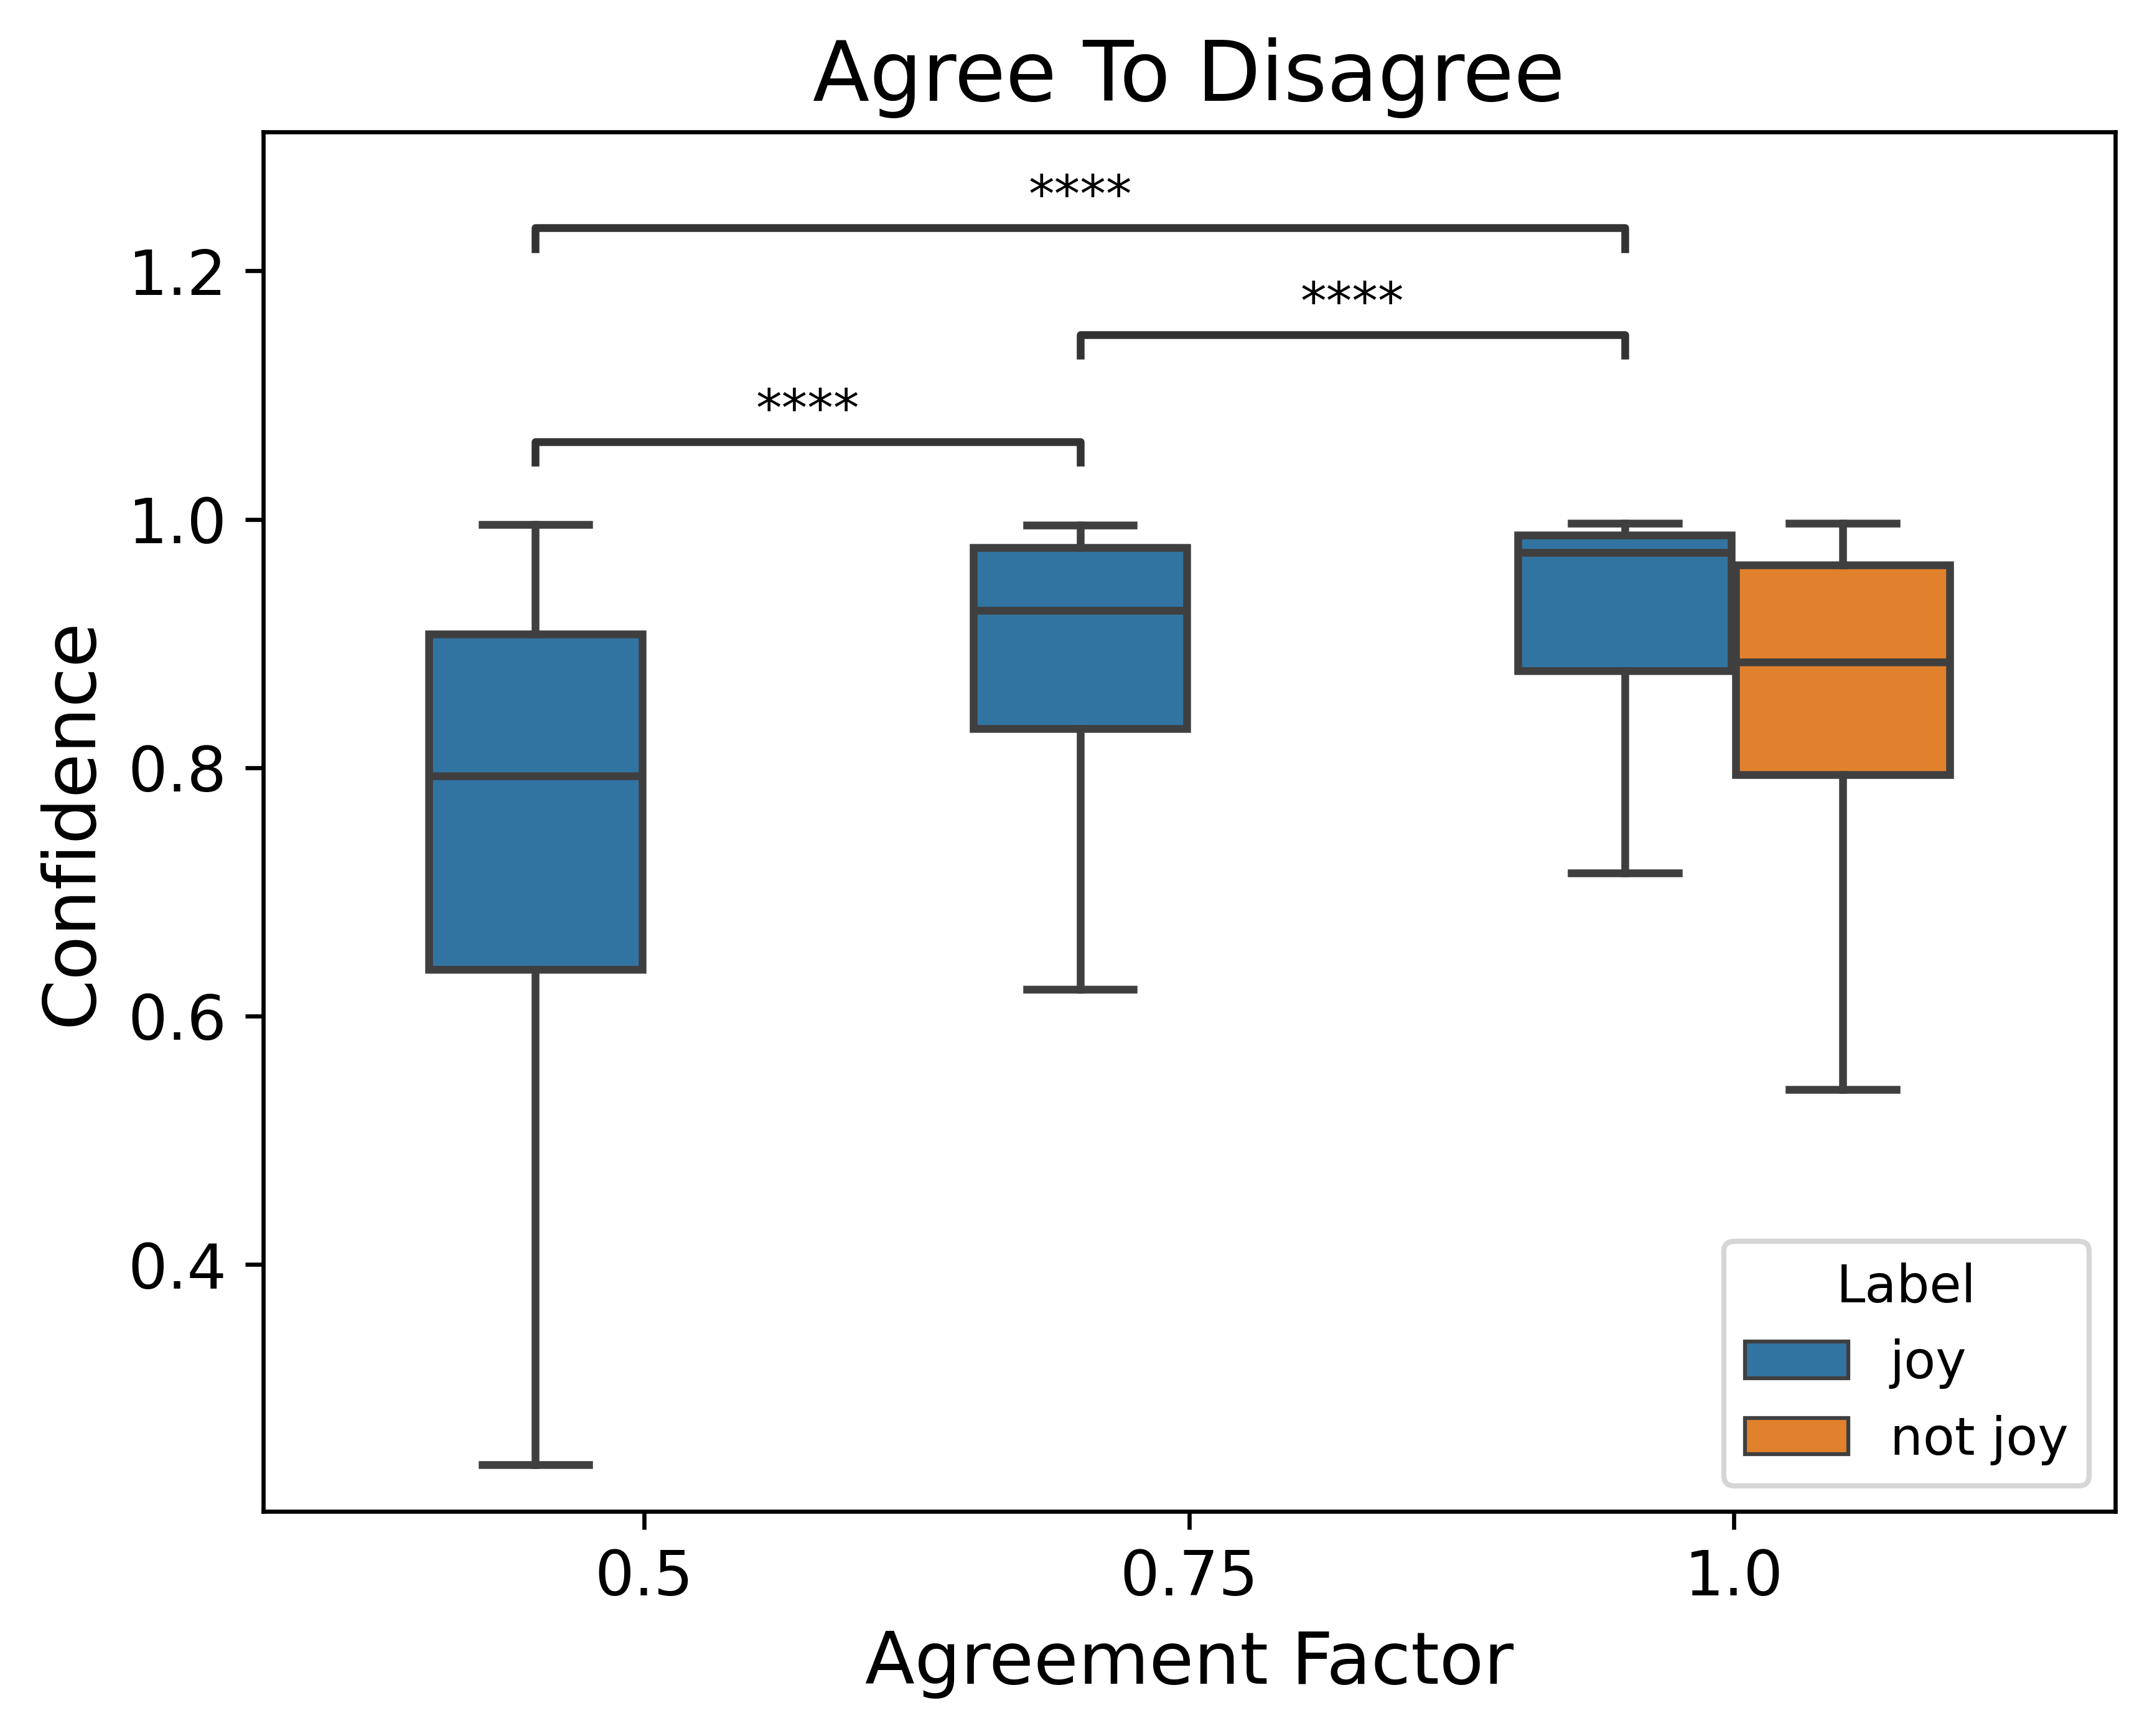 Agree To Disagree
****
****
****
1.2
1.0
0.8
0.6
0.4
Confidence
0.5 0.75 1.0
Agreement Factor
Label
joy
not joy